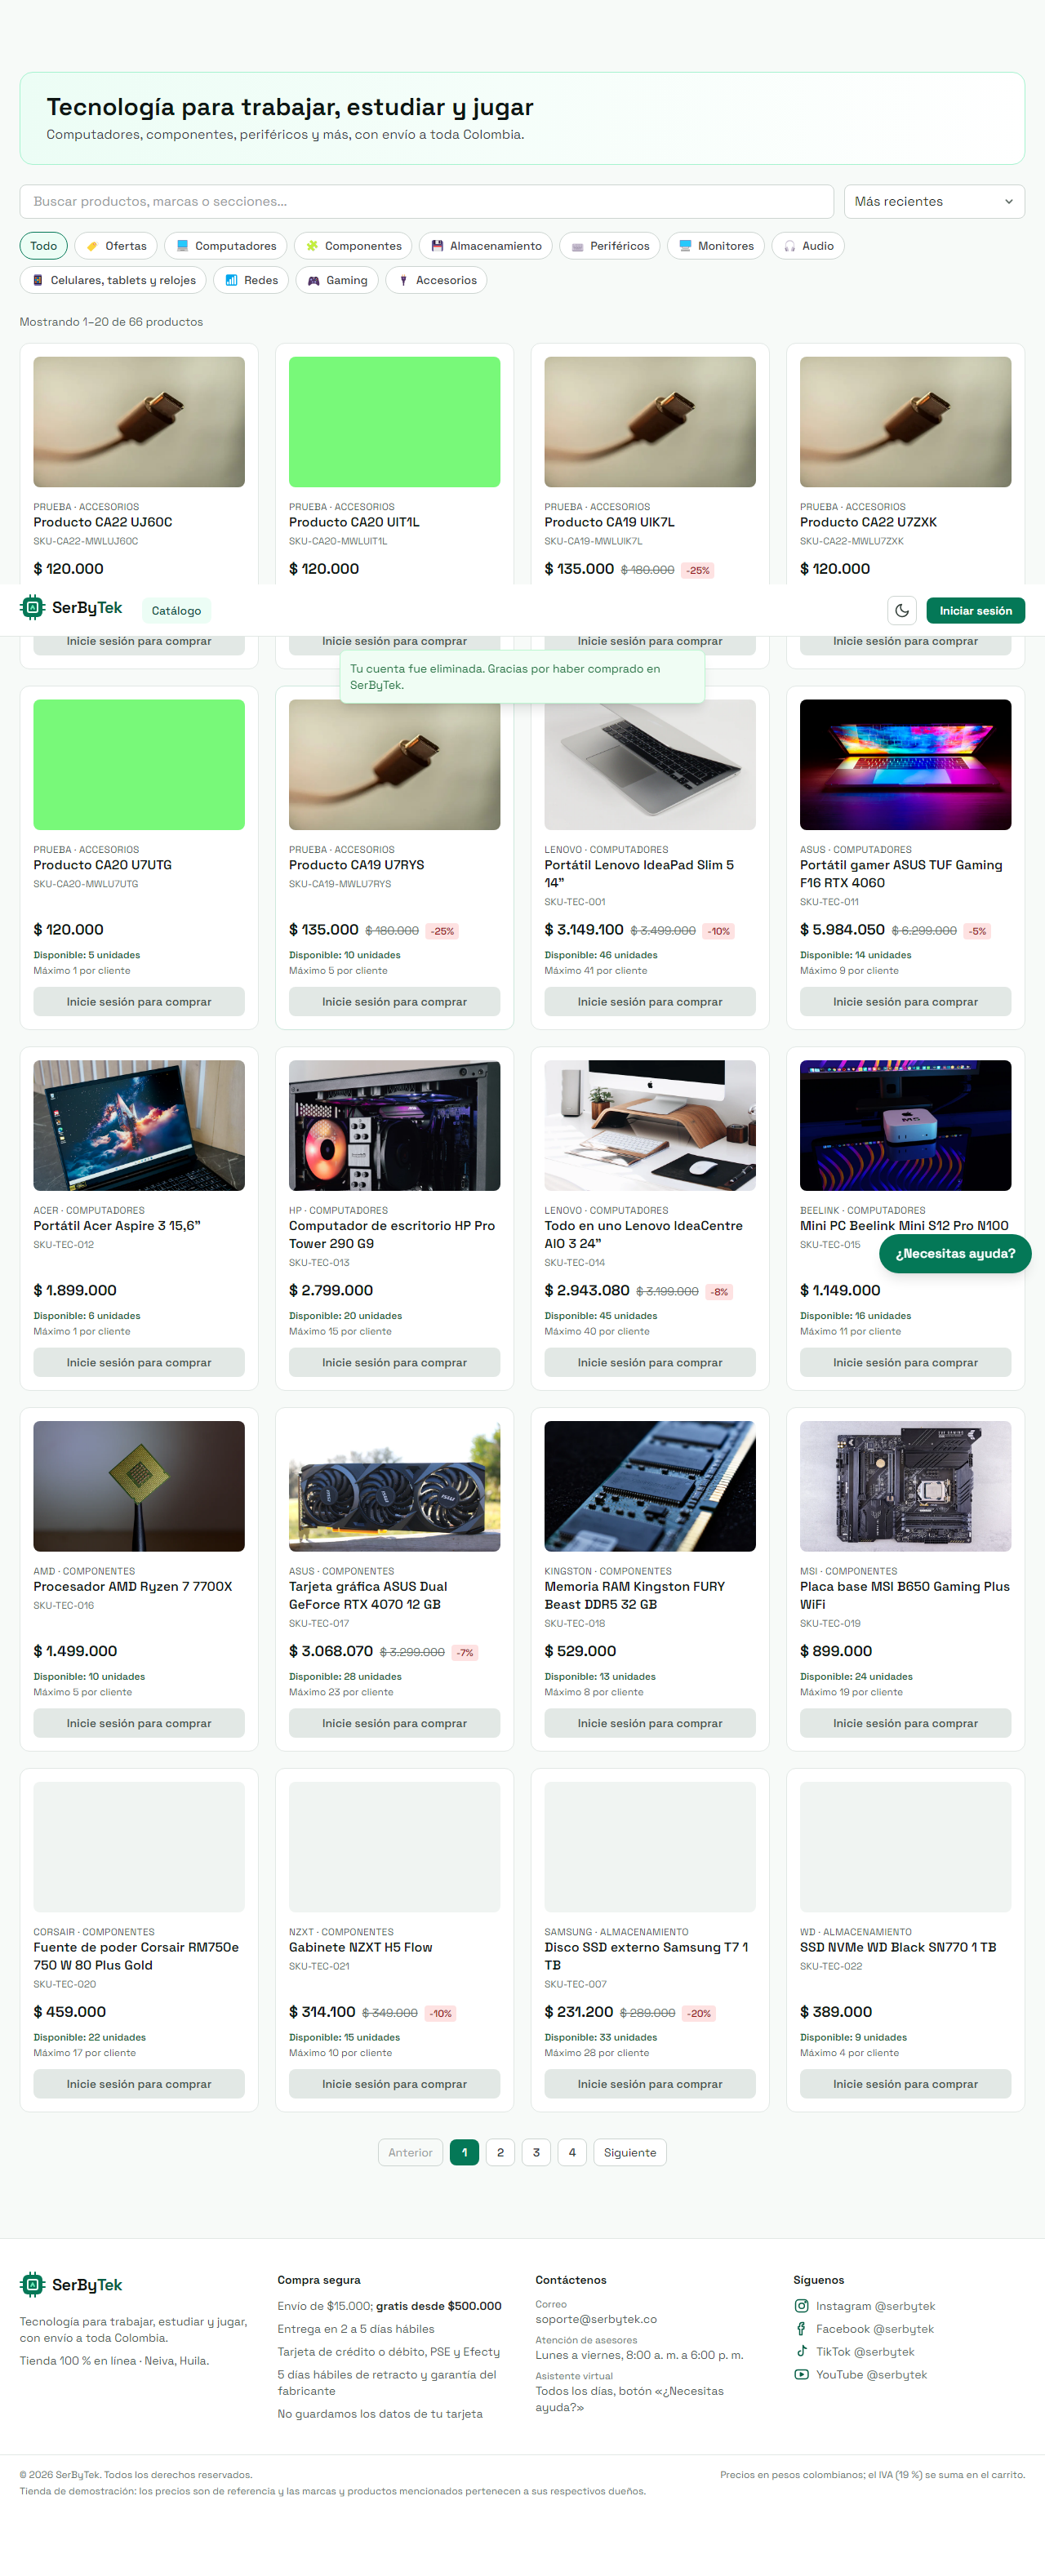 Tecnología para trabajar, estudiar y jugar
Computadores, componentes, periféricos y más, con envío a toda Colombia.
Buscar productos, marcas o secciones...
Más recientes
Todo
Ofertas
Computadores
Componentes
Almacenamiento
Periféricos
Monitores
Audio
Celulares, tablets y relojes
Redes
Gaming
Accesorios
Mostrando 1–20 de 66 productos
PRUEBA · ACCESORIOS
Producto CA22 UJ60C
SKU-CA22-MWLUJ60C
$ 120.000
PRUEBA · ACCESORIOS
Producto CA20 UIT1L
SKU-CA20-MWLUIT1L
$ 120.000
PRUEBA · ACCESORIOS
Producto CA19 UIK7L
SKU-CA19-MWLUIK7L
$ 135.000 $ 180.000 -25%
PRUEBA · ACCESORIOS
Producto CA22 U7ZXK
SKU-CA22-MWLU7ZXK
$ 120.000
SerByTek
Catálogo
Iniciar sesión
Inicie sesión para comprar
Inicie sesión para comprar
Inicie sesión para comprar
Inicie sesión para comprar
Tu cuenta fue eliminada. Gracias por haber comprado en
SerByTek.
PRUEBA · ACCESORIOS
Producto CA20 U7UTG
SKU-CA20-MWLU7UTG
$ 120.000
Disponible: 5 unidades
Máximo 1 por cliente
Inicie sesión para comprar
PRUEBA · ACCESORIOS
Producto CA19 U7RYS
SKU-CA19-MWLU7RYS
$ 135.000 $ 180.000 -25%
Disponible: 10 unidades
Máximo 5 por cliente
Inicie sesión para comprar
LENOVO · COMPUTADORES
Portátil Lenovo IdeaPad Slim 5
14”
SKU-TEC-001
$ 3.149.100 $ 3.499.000 -10%
Disponible: 46 unidades
Máximo 41 por cliente
Inicie sesión para comprar
ASUS · COMPUTADORES
Portátil gamer ASUS TUF Gaming
F16 RTX 4060
SKU-TEC-011
$ 5.984.050 $ 6.299.000 -5%
Disponible: 14 unidades
Máximo 9 por cliente
Inicie sesión para comprar
ACER · COMPUTADORES
Portátil Acer Aspire 3 15,6”
SKU-TEC-012
$ 1.899.000
Disponible: 6 unidades
Máximo 1 por cliente
Inicie sesión para comprar
HP · COMPUTADORES
Computador de escritorio HP Pro
Tower 290 G9
SKU-TEC-013
$ 2.799.000
Disponible: 20 unidades
Máximo 15 por cliente
Inicie sesión para comprar
LENOVO · COMPUTADORES
Todo en uno Lenovo IdeaCentre
AIO 3 24”
SKU-TEC-014
$ 2.943.080 $ 3.199.000 -8%
Disponible: 45 unidades
Máximo 40 por cliente
Inicie sesión para comprar
M5
BEELINK · COMPUTADORES
Mini PC Beelink Mini S12 Pro N100
SKU-TEC-015
¿Necesitas ayuda?
$ 1.149.000
Disponible: 16 unidades
Máximo 11 por cliente
Inicie sesión para comprar
AMD · COMPONENTES
Procesador AMD Ryzen 7 7700X
SKU-TEC-016
$ 1.499.000
Disponible: 10 unidades
Máximo 5 por cliente
Inicie sesión para comprar
ASUS · COMPONENTES
Tarjeta gráfica ASUS Dual
GeForce RTX 4070 12 GB
SKU-TEC-017
$ 3.068.070 $ 3.299.000 -7%
Disponible: 28 unidades
Máximo 23 por cliente
Inicie sesión para comprar
KINGSTON · COMPONENTES
Memoria RAM Kingston FURY
Beast DDR5 32 GB
SKU-TEC-018
$ 529.000
Disponible: 13 unidades
Máximo 8 por cliente
Inicie sesión para comprar
MSI · COMPONENTES
Placa base MSI B650 Gaming Plus
WiFi
SKU-TEC-019
$ 899.000
Disponible: 24 unidades
Máximo 19 por cliente
Inicie sesión para comprar
CORSAIR · COMPONENTES
Fuente de poder Corsair RM750e
750 W 80 Plus Gold
SKU-TEC-020
$ 459.000
Disponible: 22 unidades
Máximo 17 por cliente
Inicie sesión para comprar
NZXT · COMPONENTES
Gabinete NZXT H5 Flow
SKU-TEC-021
$ 314.100 $ 349.000 -10%
Disponible: 15 unidades
Máximo 10 por cliente
Inicie sesión para comprar
SAMSUNG · ALMACENAMIENTO
Disco SSD externo Samsung T7 1
TB
SKU-TEC-007
$ 231.200 $ 289.000 -20%
Disponible: 33 unidades
Máximo 28 por cliente
Inicie sesión para comprar
WD · ALMACENAMIENTO
SSD NVMe WD Black SN770 1 TB
SKU-TEC-022
$ 389.000
Disponible: 9 unidades
Máximo 4 por cliente
Inicie sesión para comprar
Anterior 1 2 3 4 Siguiente
SerByTek
Tecnología para trabajar, estudiar y jugar,
con envío a toda Colombia.
Tienda 100 % en línea · Neiva, Huila.
Compra segura
Envío de $15.000; gratis desde $500.000
Entrega en 2 a 5 días hábiles
Tarjeta de crédito o débito, PSE y Efecty
5 días hábiles de retracto y garantía del
fabricante
No guardamos los datos de tu tarjeta
Contáctenos
Correo
soporte@serbytek.co
Atención de asesores
Lunes a viernes, 8:00 a. m. a 6:00 p. m.
Asistente virtual
Todos los días, botón «¿Necesitas
ayuda?»
Síguenos
Instagram @serbytek
Facebook @serbytek
TikTok @serbytek
YouTube @serbytek
© 2026 SerByTek. Todos los derechos reservados.
Precios en pesos colombianos; el IVA (19 %) se suma en el carrito.
Tienda de demostración: los precios son de referencia y las marcas y productos mencionados pertenecen a sus respectivos dueños.